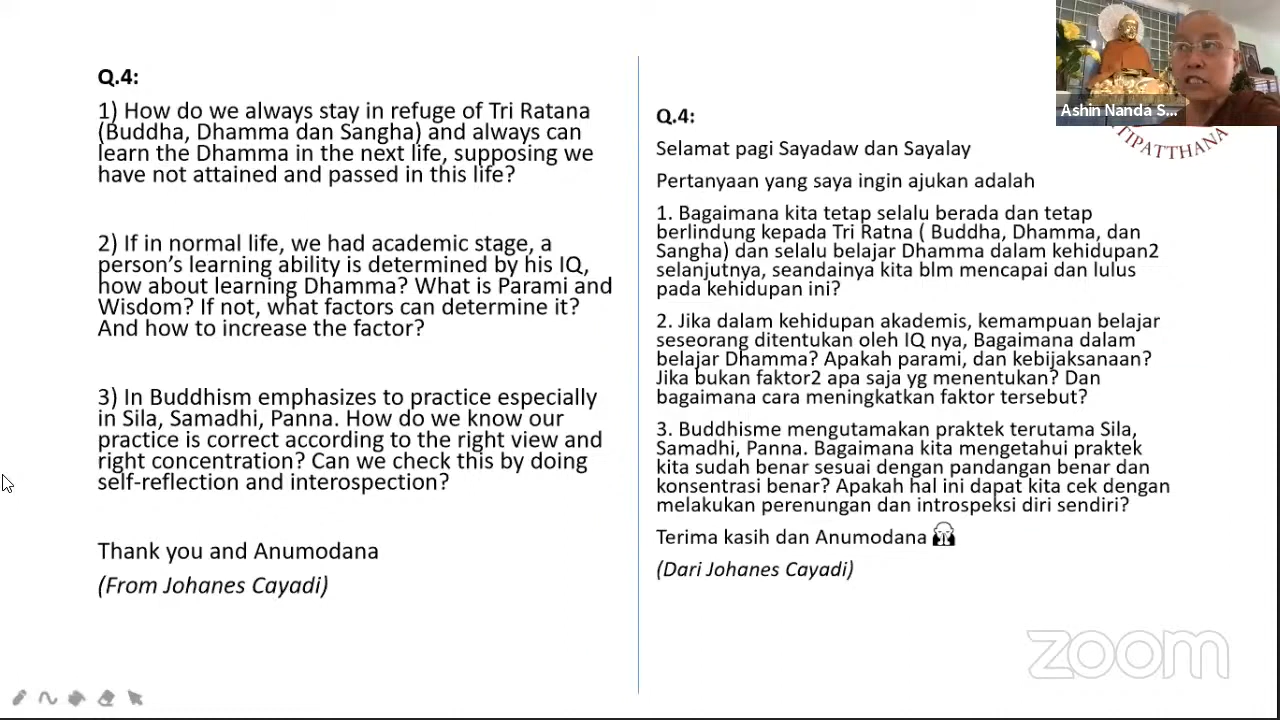 Q.4:
1) How do we always stay in refuge of Tri Ratana
(Buddha, Dhamma dan Sangha) and always can
learn the Dhamma in the next life, supposing we
have not attained and passed in this life?
2) If in normal life, we had academic stage, a
person's learning ability is determined by his IQ,
how about learning Dhamma? What is Parami and
Wisdom? If not, what factors can determine it?
And how to increase the factor?
3) In Buddhism emphasizes to practice especially
in Sila, Samadhi, Panna. How do we know our
practice is correct according to the right view and
right concentration? Can we check this by doing
self-reflection and interospection?
Thank you and Anumodana
(From Johanes Cayadi)
Q.4:
Selamat pagi Sayadaw dan Sayalay
Pertanyaan yang saya ingin ajukan adalah
1. Bagaimana kita tetap selalu berada dan tetap
berlindung kepada Tri Ratna ( Buddha, Dhamma, dan
Sangha) dan selalu belajar Dhamma dalam kehidupan2
selanjutnya, seandainya kita blm mencapai dan lulus
pada kehidupan ini?
2. Jika dalam kehidupan akademis, kemampuan belajar
seseorang ditentukan oleh IQ nya, Bagaimana dalam
belajar Dhamma? Apakah parami, dan kebijaksanaan?
Jika bukan faktor2 apa saja yg menentukan? Dan
bagaimana cara meningkatkan faktor tersebut?
3. Buddhisme mengutamakan praktek terutama Sila,
Samadhi, Panna. Bagaimana kita mengetahui praktek
kita sudah benar sesuai dengan pandangan benar dan
konsentrasi benar? Apakah hal ini dapat kita cek dengan
melakukan perenungan dan introspeksi diri sendiri?
Terima kasih dan Anumodana
(Dari Johanes Cayadi)
Ashin Nanda S...
TIPATTHANA
zoom